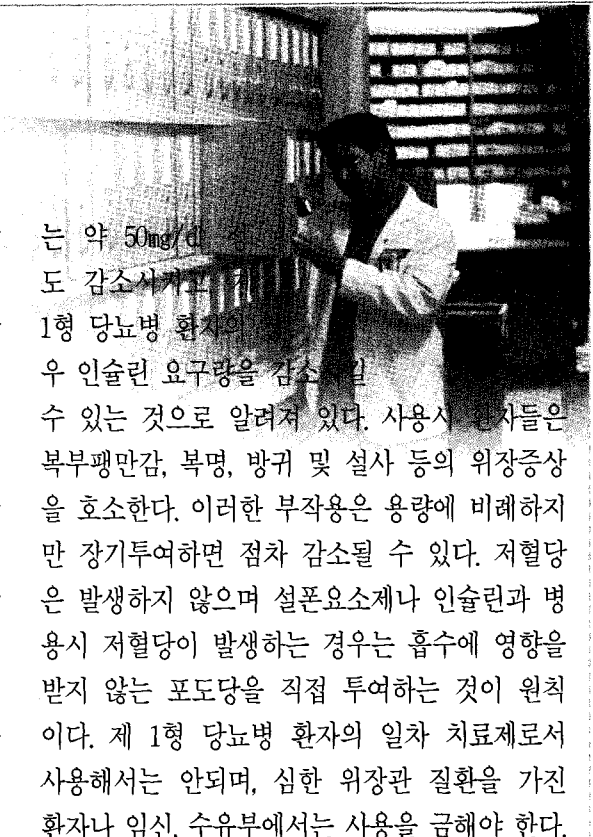 는 약 50mg/dl 정
도 감소시키고 제
1형 당뇨병 환자의
우 인슐린 요구량을 감소시킬
수 있는 것으로 알려져 있다. 사용시 환자들은
복부팽만감, 복명, 방귀 및 설사 등의 위장증상
을 호소한다. 이러한 부작용은 용량에 비례하지
만 장기투여하면 점차 감소될 수 있다. 저혈당
은 발생하지 않으며 설폰요소제나 인슐린과 병
용시 저혈당이 발생하는 경우는 흡수에 영향을
받지 않는 포도당을 직접 투여하는 것이 원칙
이다. 제 1형 당뇨병 환자의 일차 치료제로서
사용해서는 안되며, 심한 위장관 질환을 가진
환자나 임신, 수유부에서는 사용을 금해야 한다.